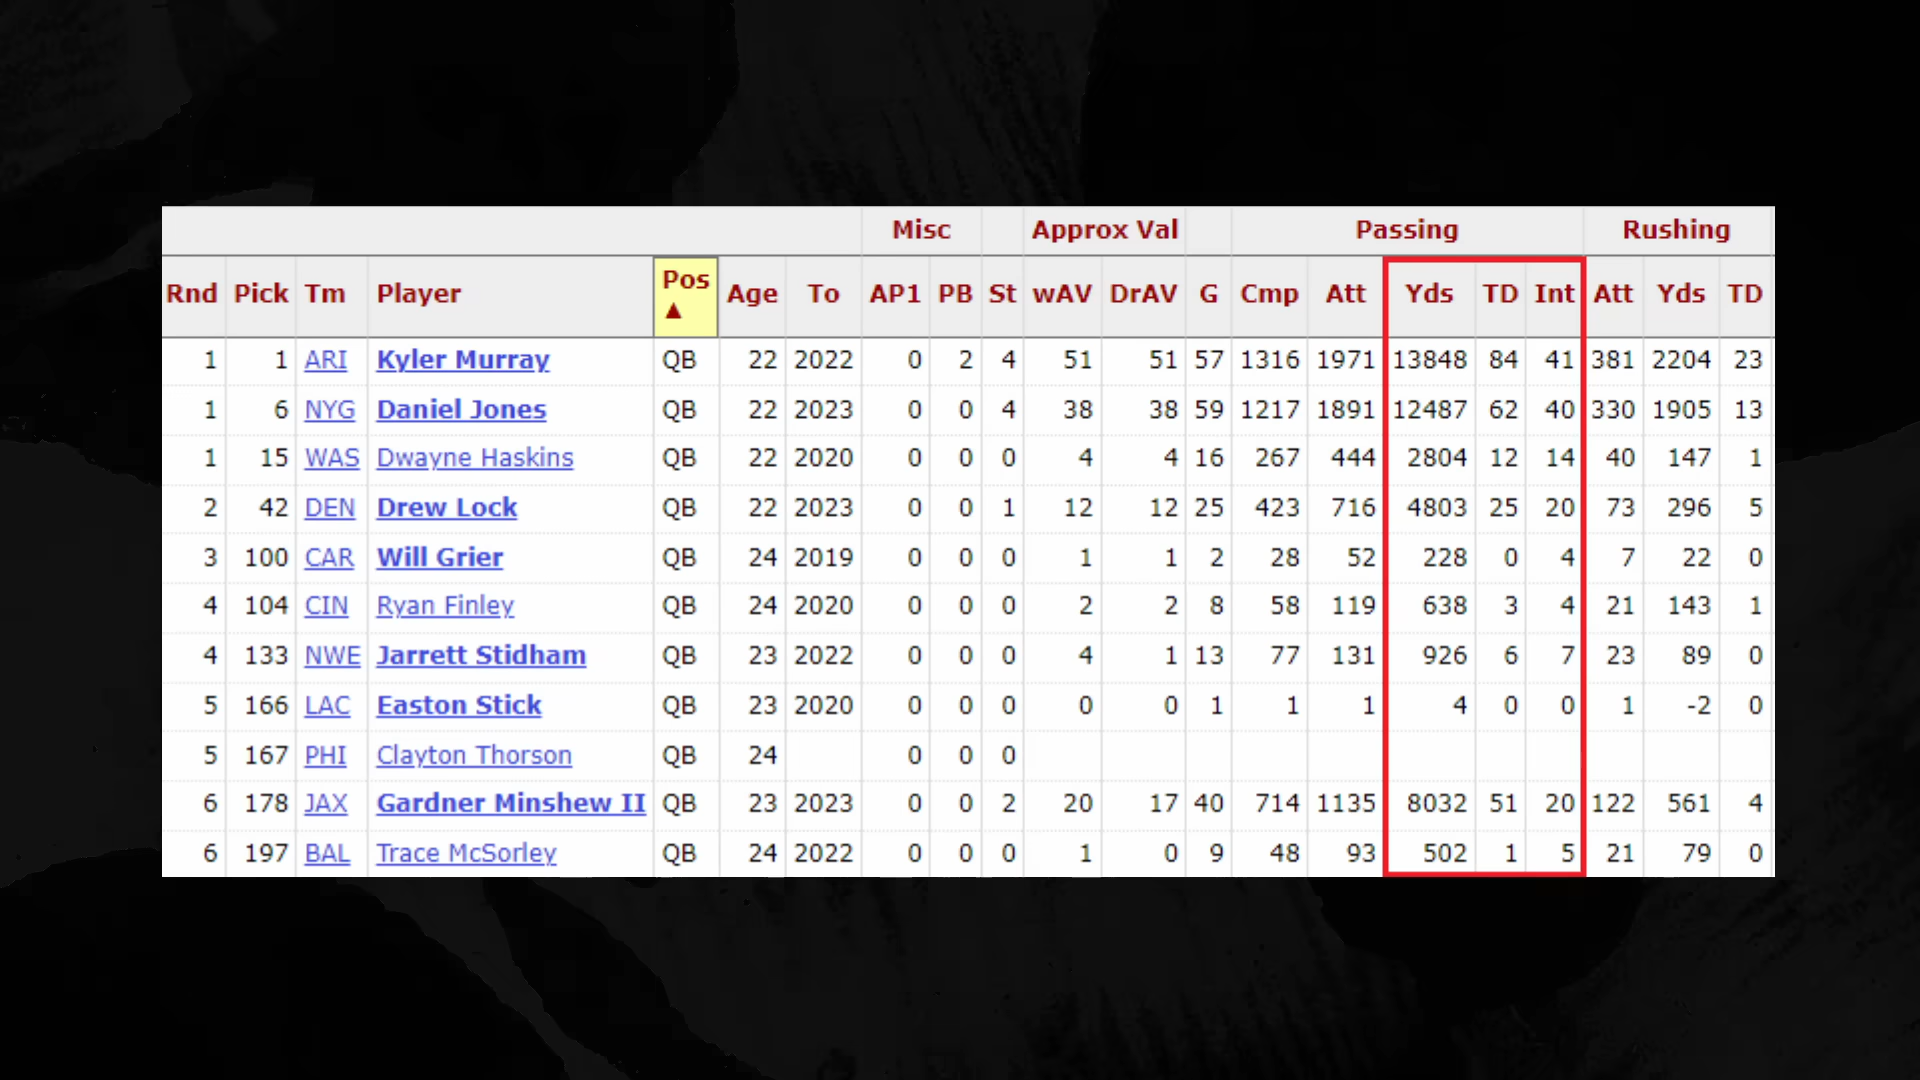 Misc Approx Val Passing Rushing
Rnd Pick Tm Player Pos ▲ Age To AP1 PB St wAV DrAV G Cmp Att Yds TD Int Att Yds TD
1 1 ARI Kyler Murray QB 22 2022 0 2 4 51 51 57 1316 1971 13848 84 41 381 2204 23
1 6 NYG Daniel Jones QB 22 2023 0 0 4 38 38 59 1217 1891 12487 62 40 330 1905 13
1 15 WAS Dwayne Haskins QB 22 2020 0 0 0 4 4 16 267 444 2804 12 14 40 147 1
2 42 DEN Drew Lock QB 22 2023 0 0 1 12 12 25 423 716 4803 25 20 73 296 5
3 100 CAR Will Grier QB 24 2019 0 0 0 1 1 2 28 52 228 0 4 7 22 0
4 104 CIN Ryan Finley QB 24 2020 0 0 0 2 2 8 58 119 638 3 4 21 143 1
4 133 NWE Jarrett Stidham QB 23 2022 0 0 0 4 1 13 77 131 926 6 7 23 89 0
5 166 LAC Easton Stick QB 23 2020 0 0 0 0 0 1 1 1 4 0 0 1 -2 0
5 167 PHI Clayton Thorson QB 24 0 0 0
6 178 JAX Gardner Minshew II QB 23 2023 0 0 2 20 17 40 714 1135 8032 51 20 122 561 4
6 197 BAL Trace McSorley QB 24 2022 0 0 0 1 0 9 48 93 502 1 5 21 79 0